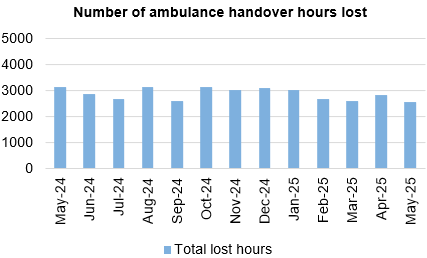 Number of ambulance handover hours lost
5000
4000
3000
2000
1000
0
May-24
Jun-24
Jul-24
Aug-24
Sep-24
Oct-24
Nov-24
Dec-24
Jan-25
Feb-25
Mar-25
Apr-25
May-25
Total lost hours